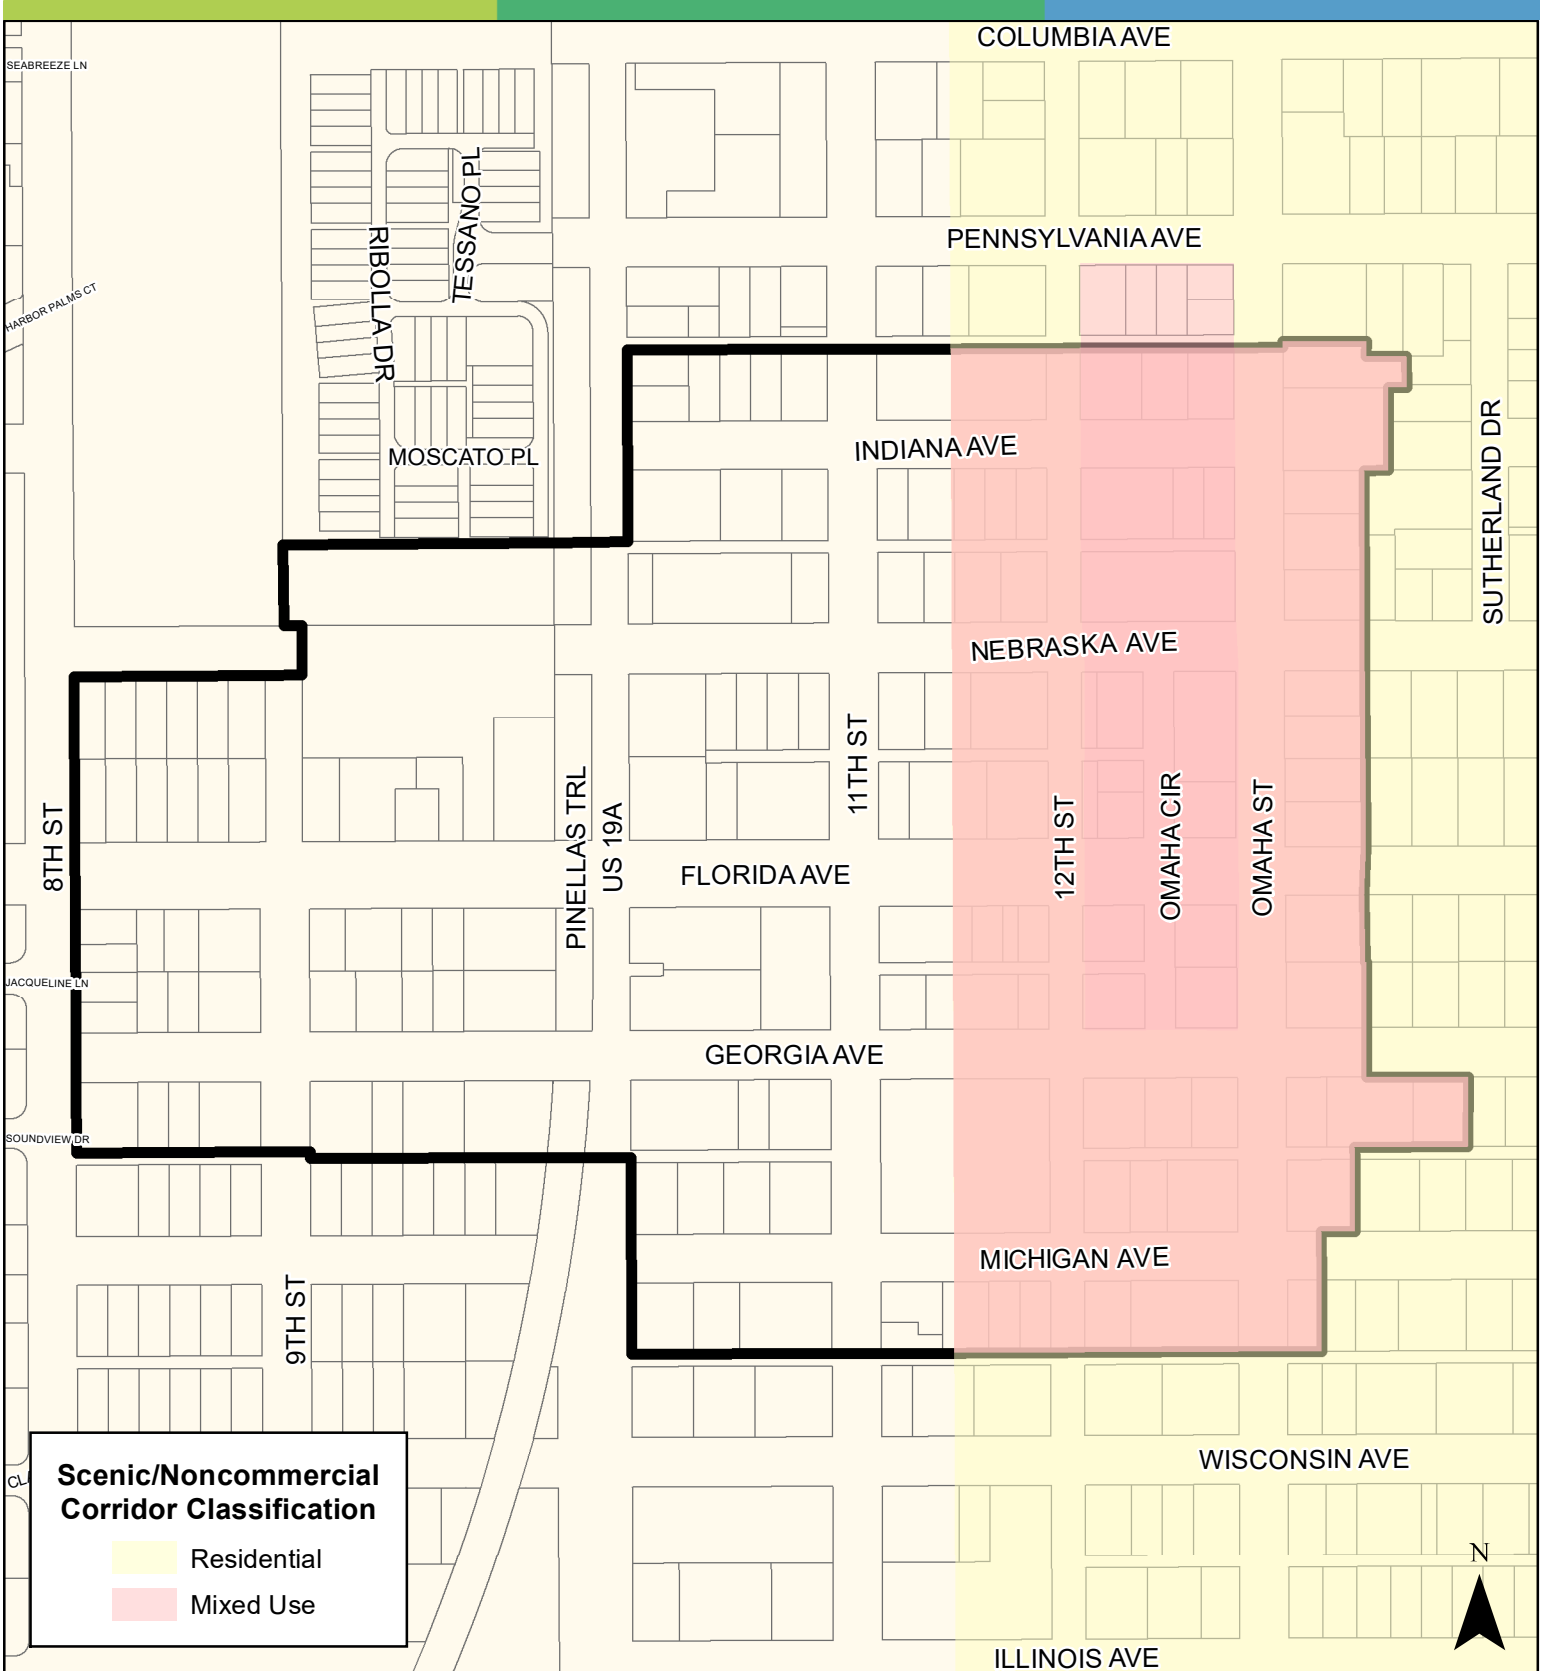 COLUMBIA AVE
SEABREEZE LN
TESSANO PL
RIBOLLA DR
PENNSYLVANIA AVE
HARBOR PALMS CT
INDIANA AVE
MOSCATO PL
SUTHERLAND DR
NEBRASKA AVE
11TH ST
8TH ST
PINELLAS TRL
US 19A
12TH ST
OMAHA CIR
OMAHA ST
FLORIDA AVE
JACQUELINE LN
GEORGIA AVE
SOUNDVIEW DR
MICHIGAN AVE
9TH ST
WISCONSIN AVE
Scenic/Noncommercial
Corridor Classification
Residential
Mixed Use
N
ILLINOIS AVE